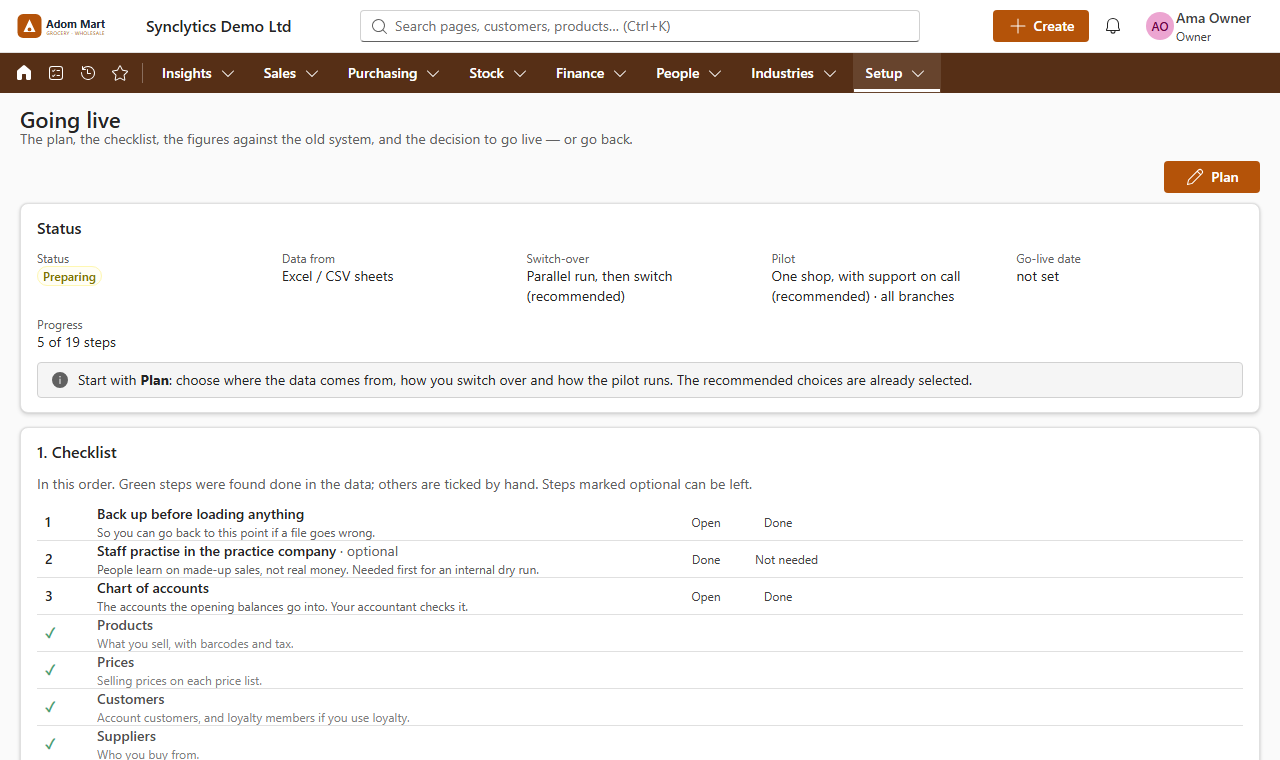 Adom Mart
GROCERY · WHOLESALE
Synclytics Demo Ltd
Search pages, customers, products... (Ctrl+K)
Create
AO
Ama Owner
Owner
Insights
Sales
Purchasing
Stock
Finance
People
Industries
Setup
Going live
The plan, the checklist, the figures against the old system, and the decision to go live — or go back.
Plan
Status
Status
Preparing
Data from
Excel / CSV sheets
Switch-over
Parallel run, then switch
(recommended)
Pilot
One shop, with support on call
(recommended) · all branches
Go-live date
not set
Progress
5 of 19 steps
Start with Plan: choose where the data comes from, how you switch over and how the pilot runs. The recommended choices are already selected.
1. Checklist
In this order. Green steps were found done in the data; others are ticked by hand. Steps marked optional can be left.
1
Back up before loading anything
So you can go back to this point if a file goes wrong.
Open
Done
2
Staff practise in the practice company · optional
People learn on made-up sales, not real money. Needed first for an internal dry run.
Done
Not needed
3
Chart of accounts
The accounts the opening balances go into. Your accountant checks it.
Open
Done
Products
What you sell, with barcodes and tax.
Prices
Selling prices on each price list.
Customers
Account customers, and loyalty members if you use loyalty.
Suppliers
Who you buy from.